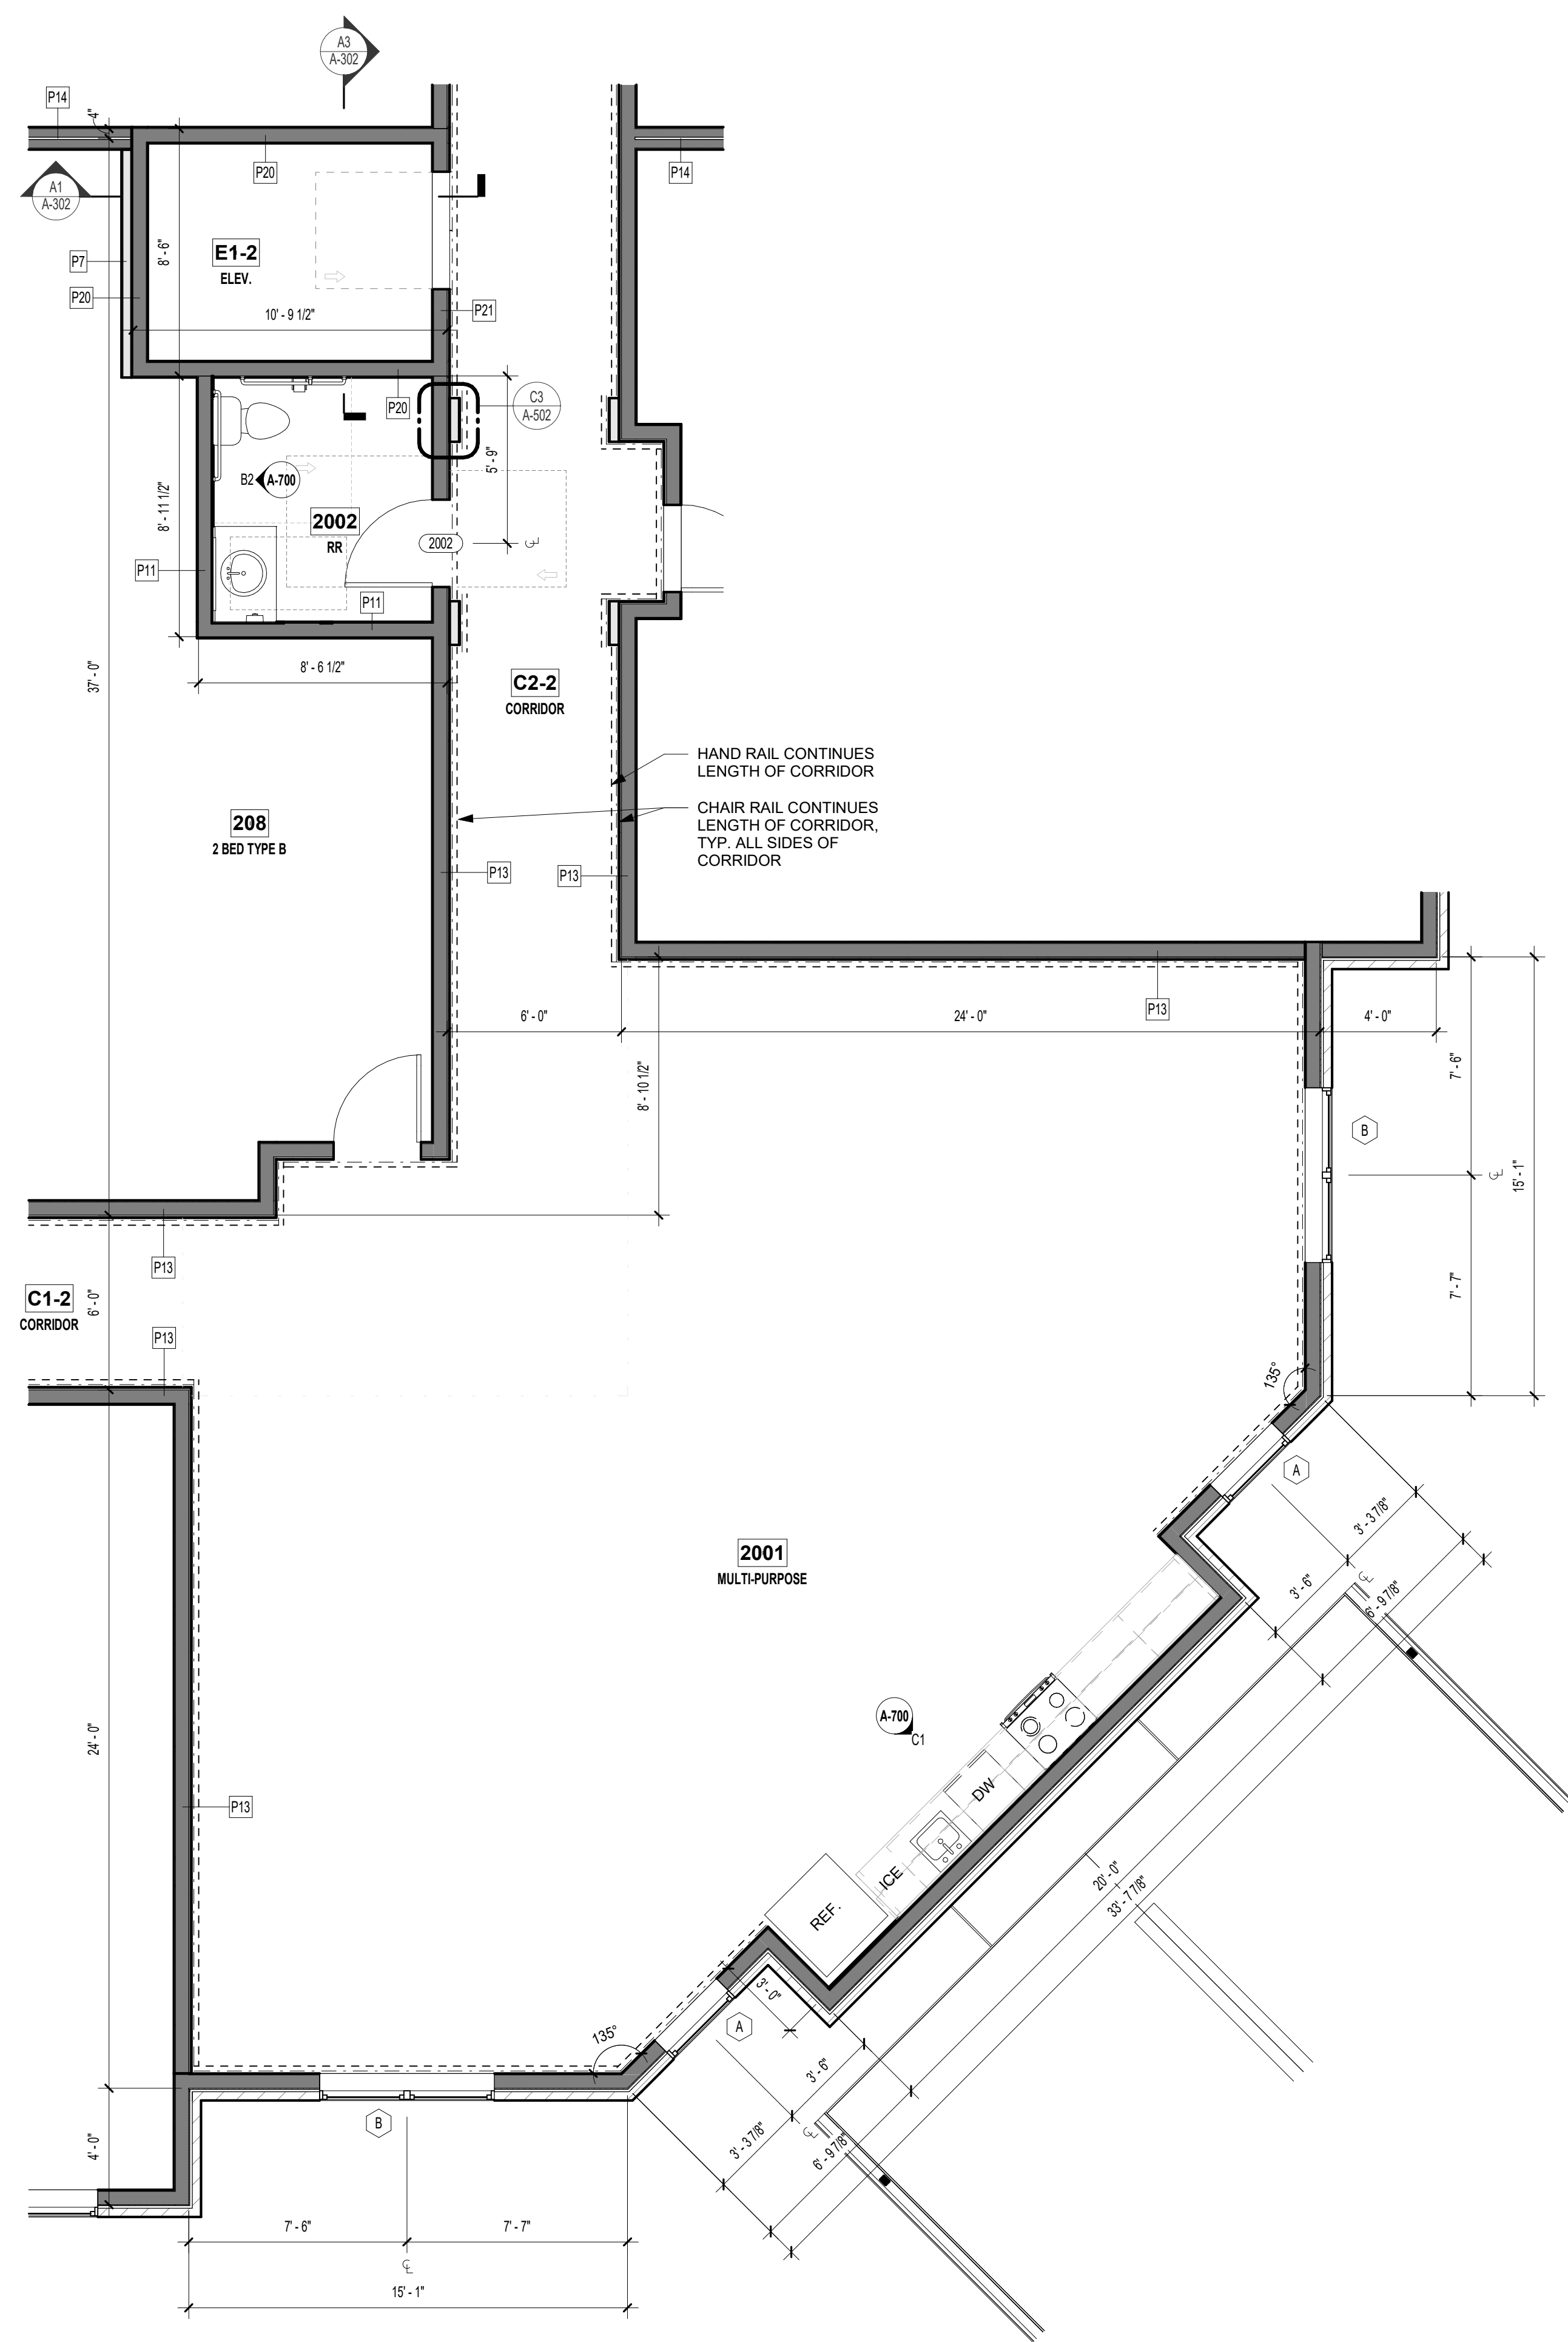 A3
A-302
P14
4"
P20
P14
A1
A-302
E1-2
ELEV.
8' - 6"
P7
P20
10' - 9 1/2"
P21
P20
C3
A-502
5' - 9"
B2
A-700
8' - 11 1/2"
2002
RR
2002
CL
P11
P11
37' - 0"
8' - 6 1/2"
C2-2
CORRIDOR
HAND RAIL CONTINUES
LENGTH OF CORRIDOR
CHAIR RAIL CONTINUES
LENGTH OF CORRIDOR,
TYP. ALL SIDES OF
CORRIDOR
208
2 BED TYPE B
P13
P13
P13
6' - 0"
24' - 0"
4' - 0"
8' - 10 1/2"
7' - 6"
B
CL
15' - 1"
P13
7' - 7"
C1-2
CORRIDOR
6' - 0"
P13
135°
A
3' - 3 7/8"
2001
MULTI-PURPOSE
CL
3' - 6"
6' - 9 7/8"
A-700
C1
24' - 0"
P13
DW
ICE
REF.
20' - 0"
33' - 7 7/8"
3' - 0"
A
135°
3' - 6"
B
CL
3' - 3 7/8"
6' - 9 7/8"
4' - 0"
7' - 6"
7' - 7"
CL
15' - 1"